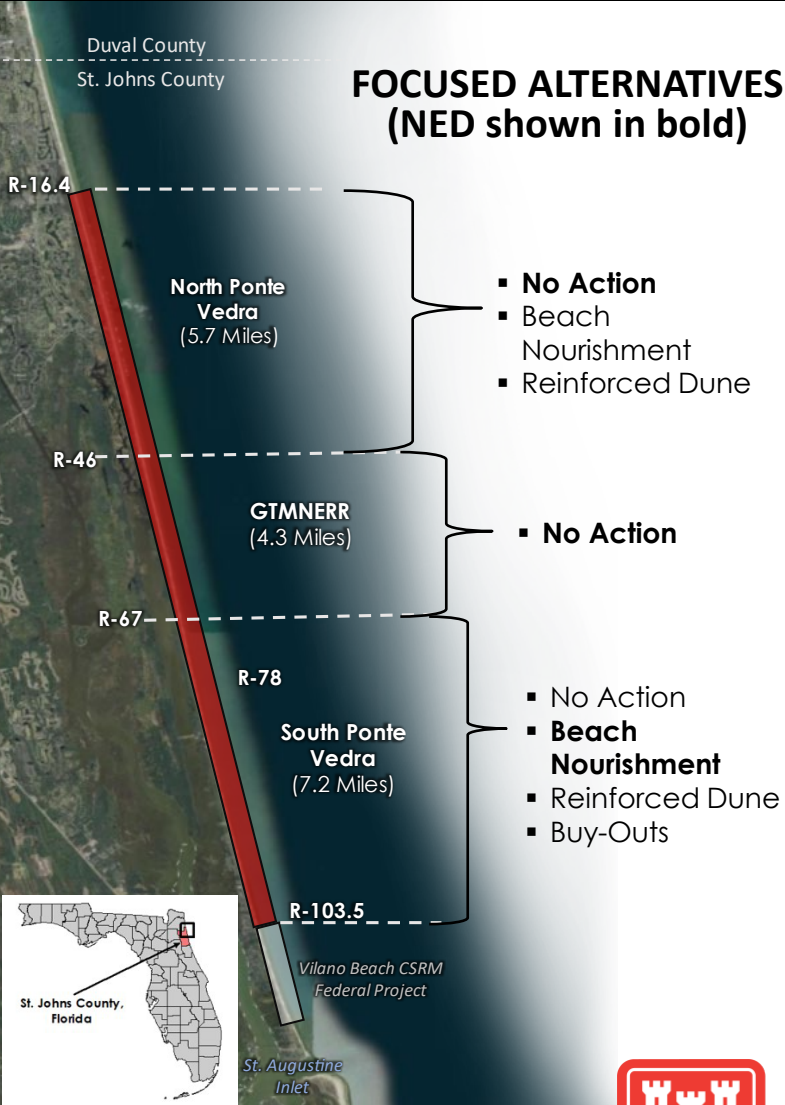 Duval County
St. Johns County
FOCUSED ALTERNATIVES
(NED shown in bold)
R-16.4
North Ponte
Vedra
(5.7 Miles)
▪ No Action
▪ Beach
Nourishment
▪ Reinforced Dune
R-46
GTMNERR
(4.3 Miles)
▪ No Action
R-67
R-78
South Ponte
Vedra
(7.2 Miles)
▪ No Action
▪ Beach
Nourishment
▪ Reinforced Dune
▪ Buy-Outs
R-103.5
Vilano Beach CSRM
Federal Project
St. Johns County,
Florida
St. Augustine
Inlet